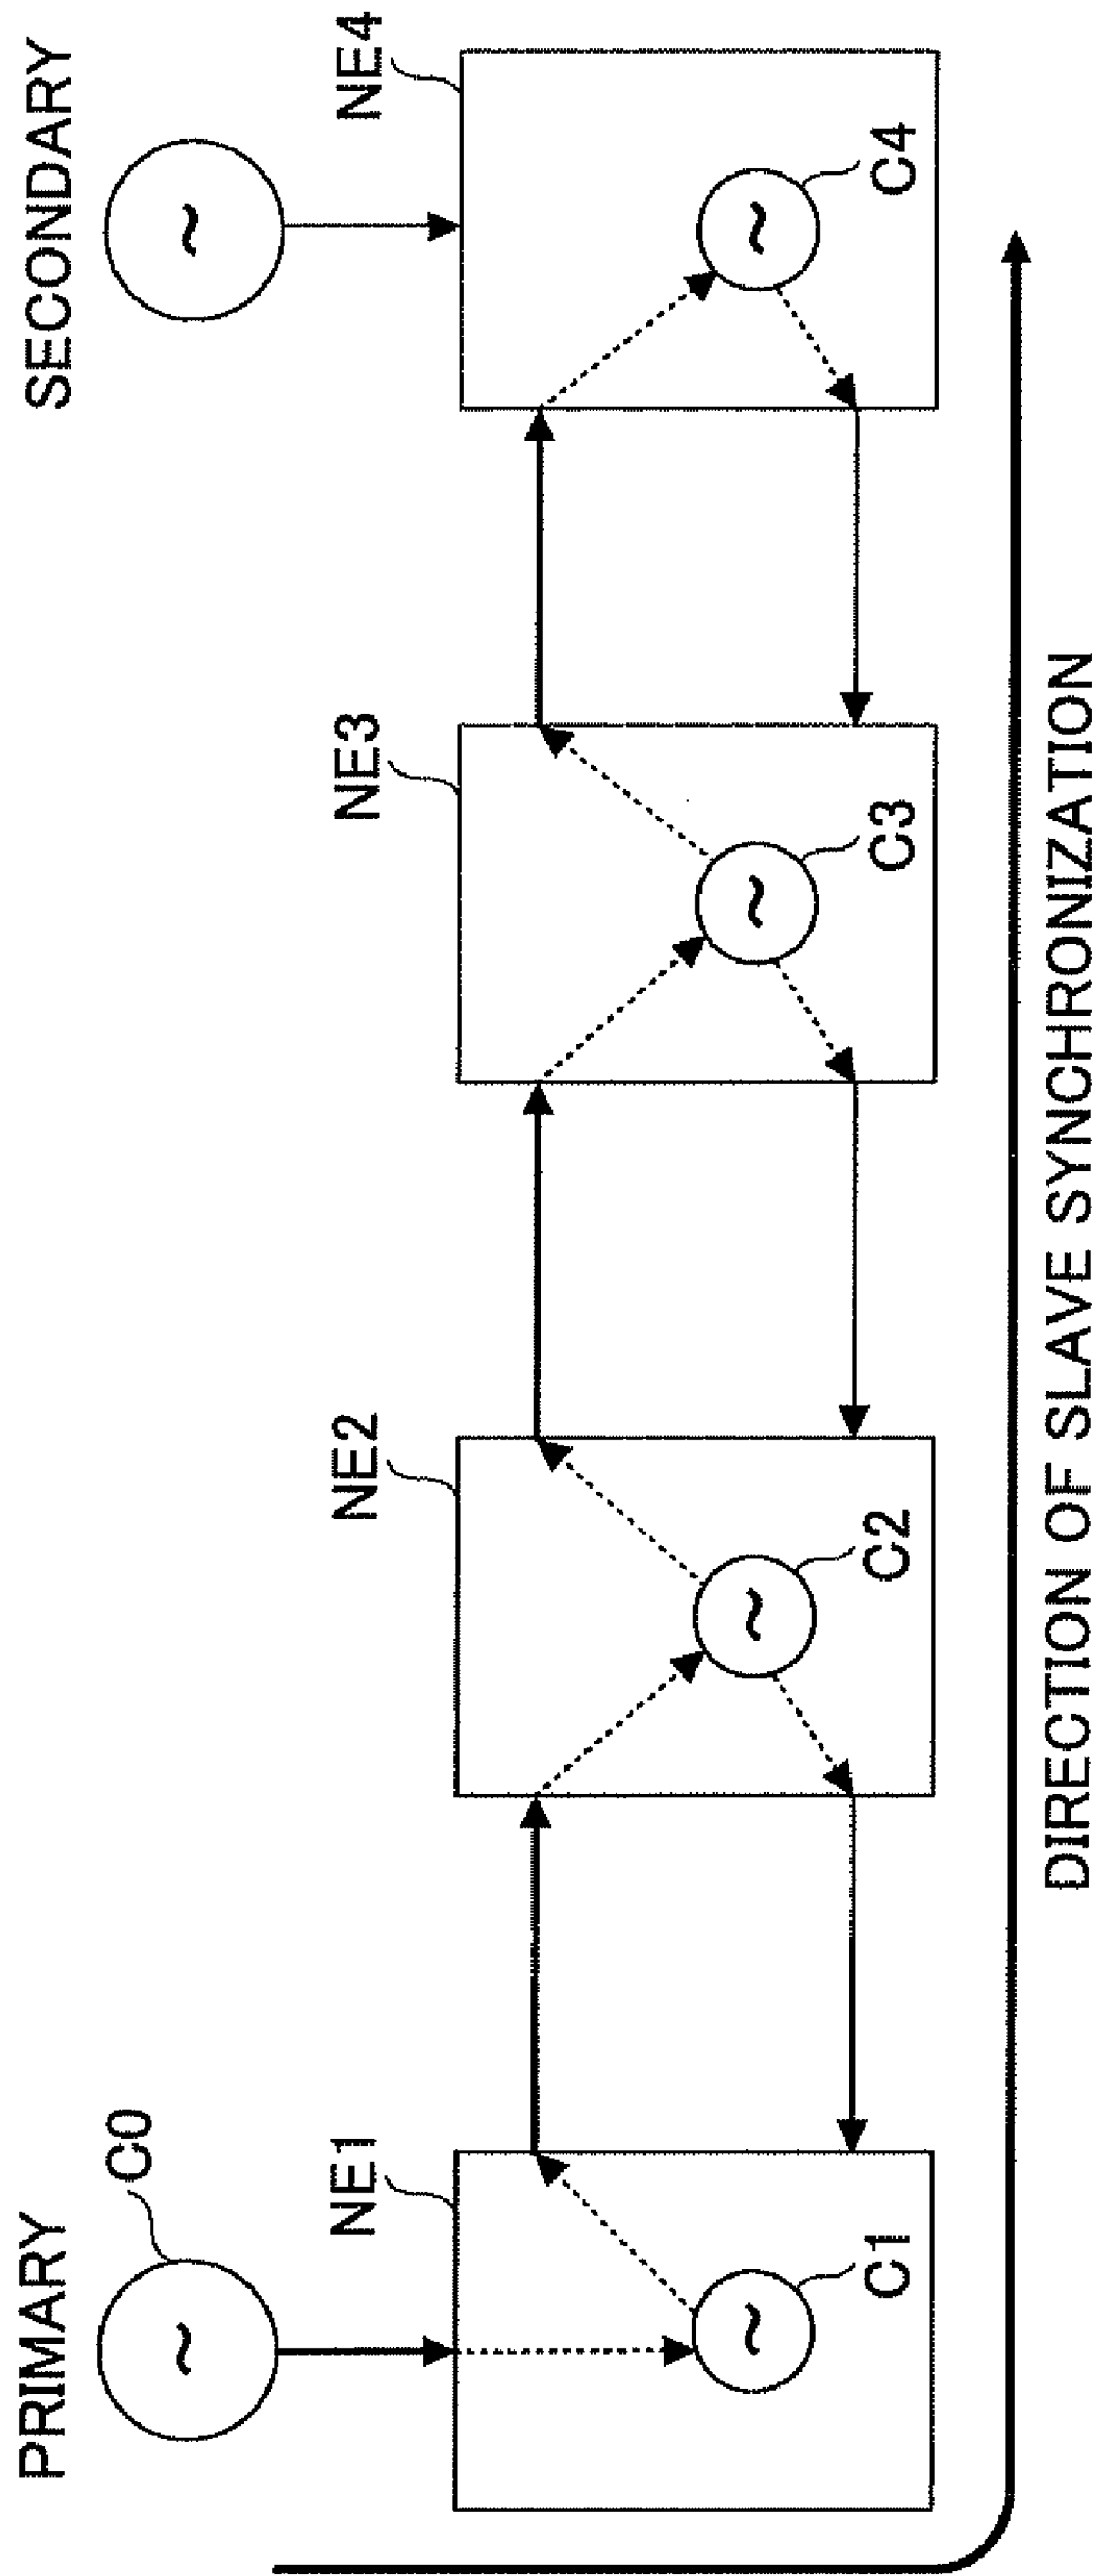 PRIMARY
SECONDARY
C0
NE1
NE2
NE3
NE4
C1
C2
C3
C4
DIRECTION OF SLAVE SYNCHRONIZATION